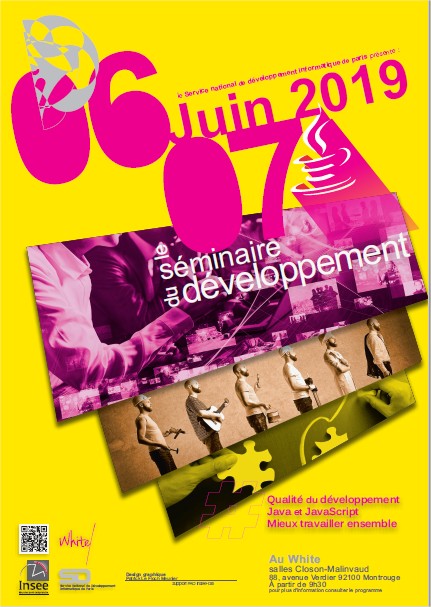 le Service national de développement informatique de paris présente :
06
Juin 2019
07
le
séminaire
du développement
#
Qualité du développement
Java et JavaScript
Mieux travailler ensemble
White/
Au White
salles Closon-Malinvaud
88, avenue Verdier 92100 Montrouge
À partir de 9h30
pour plus d'information consulter le programme
Insee
Design graphique